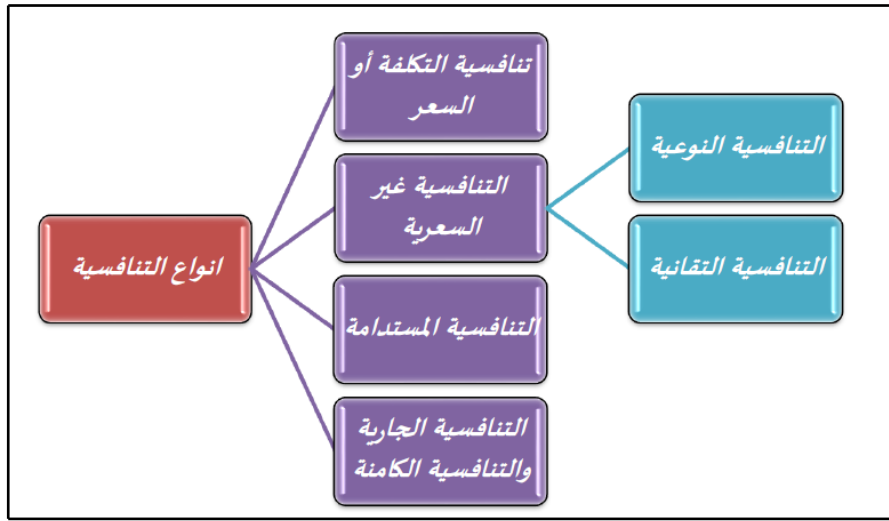 انواع التنافسية
تنافسية التكلفة أو
السعر
التنافسية غير
السعرية
التنافسية المستدامة
التنافسية الجارية
والتنافسية الكامنة
التنافسية النوعية
التنافسية التقانية